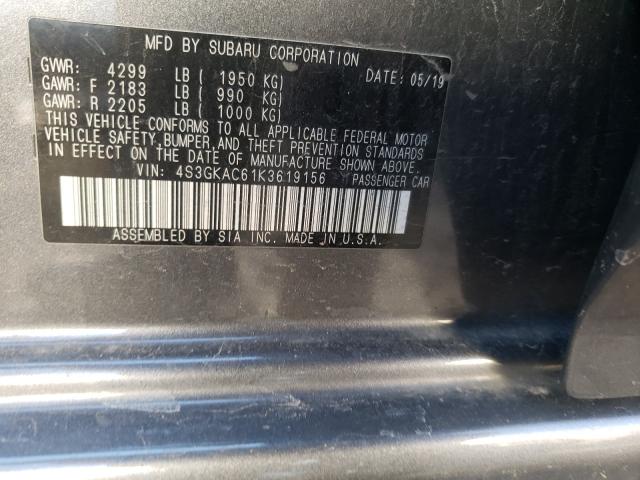 MFD BY SUBARU CORPORATION
GVWR: 4299 LB ( 1950 KG) DATE: 05/19
GAWR: F 2183 LB ( 990 KG)
GAWR: R 2205 LB ( 1000 KG)
THIS VEHICLE CONFORMS TO ALL APPLICABLE FEDERAL MOTOR
VEHICLE SAFETY, BUMPER, AND THEFT PREVENTION STANDARDS
IN EFFECT ON THE DATE OF MANUFACTURE SHOWN ABOVE.
VIN: 4S3GKAC61K3619156 PASSENGER CAR
ASSEMBLED BY SIA INC. MADE IN U.S.A.